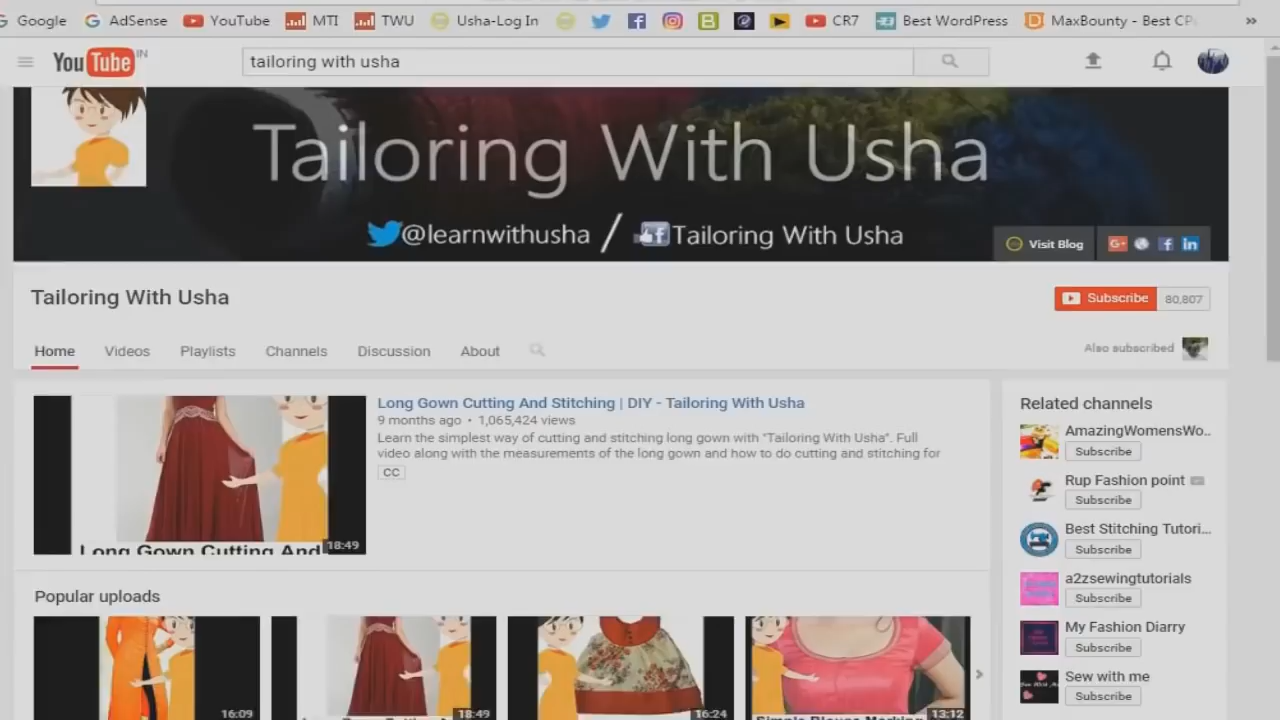 Google AdSense YouTube MTI TWU Usha-Log In CR7 Best WordPress MaxBounty - Best CP »
YouTube IN tailoring with usha
Tailoring With Usha
@learnwithusha / Tailoring With Usha
Visit Blog
Tailoring With Usha
Subscribe 80,807
Home Videos Playlists Channels Discussion About
Also subscribed
Long Gown Cutting And Stitching | DIY - Tailoring With Usha
9 months ago • 1,065,424 views
Learn the simplest way of cutting and stitching long gown with "Tailoring With Usha". Full
video along with the measurements of the long gown and how to do cutting and stitching for
CC
Long Gown Cutting And
18:49
Popular uploads
16:09
18:49
16:24
Simple Blouse Marking
13:12
Related channels
AmazingWomensWo...
Subscribe
Rup Fashion point
Subscribe
Best Stitching Tutori...
Subscribe
a2zsewingtutorials
Subscribe
My Fashion Diarry
Subscribe
Sew with me
Subscribe